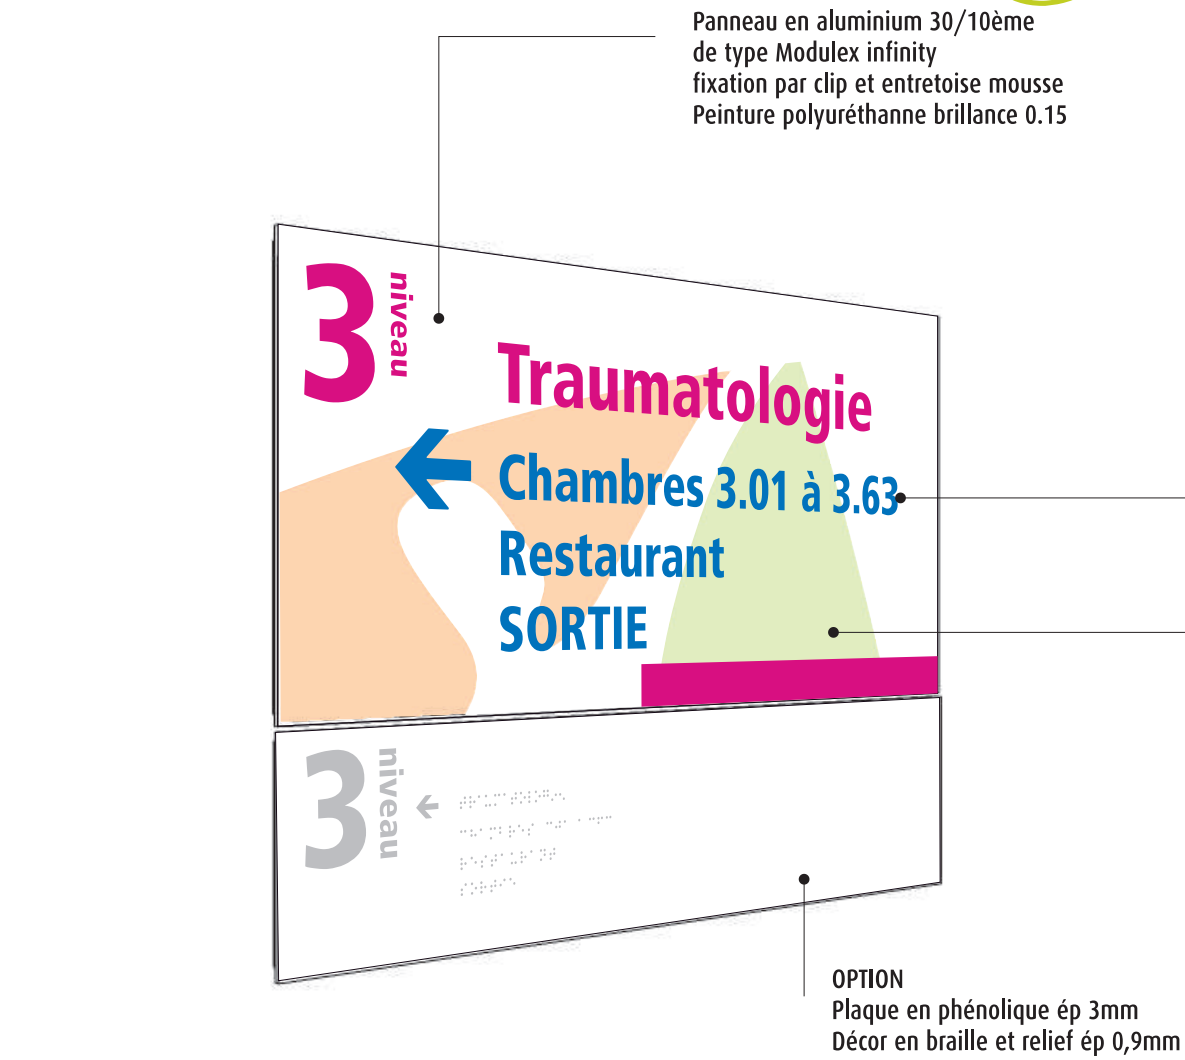 Panneau en aluminium 30/10ème
de type Modulex infinity
fixation par clip et entretoise mousse
Peinture polyuréthanne brillance 0.15
3 niveau
Traumatologie
Chambres 3.01 à 3.63
Restaurant
SORTIE
3 niveau
OPTION
Plaque en phénolique ép 3mm
Décor en braille et relief ép 0,9mm